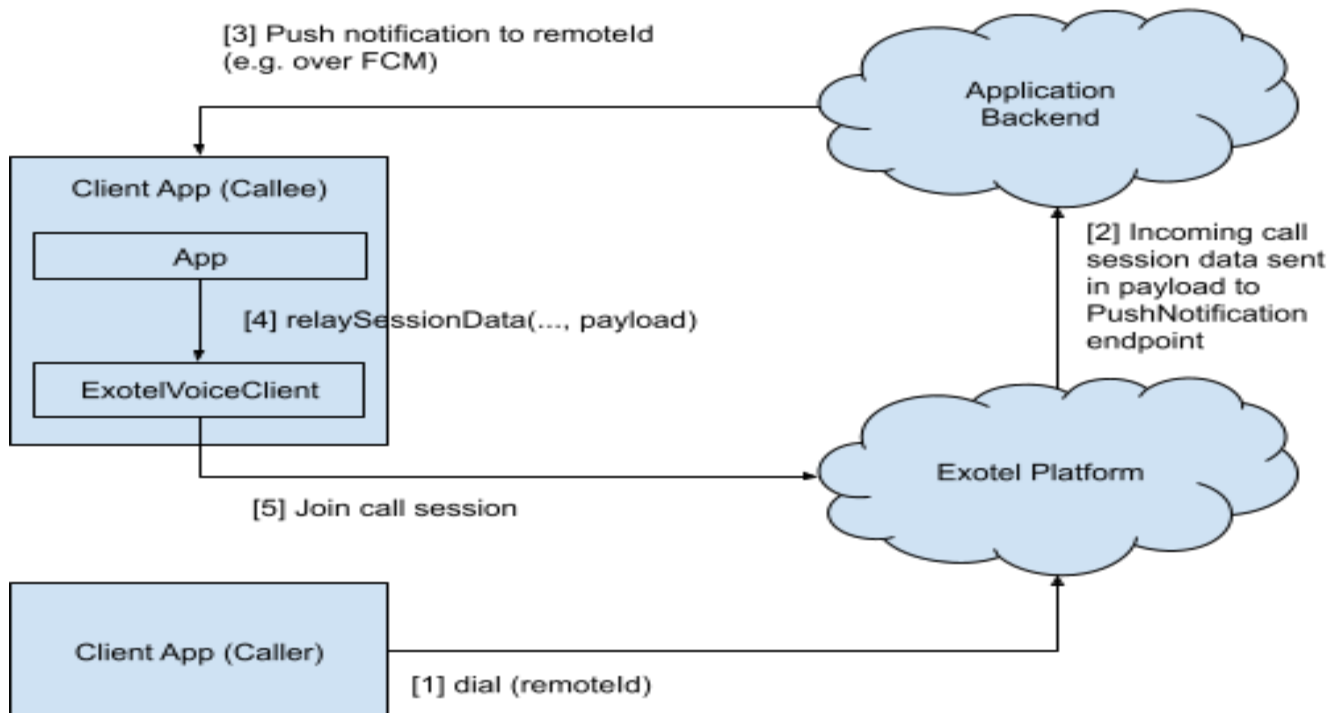 [3] Push notification to remoteId
(e.g. over FCM)
Application
Backend
Client App (Callee)
App
[4] relaySessionData(..., payload)
ExotelVoiceClient
[2] Incoming call
session data sent
in payload to
PushNotification
endpoint
Exotel Platform
[5] Join call session
Client App (Caller)
[1] dial (remoteId)